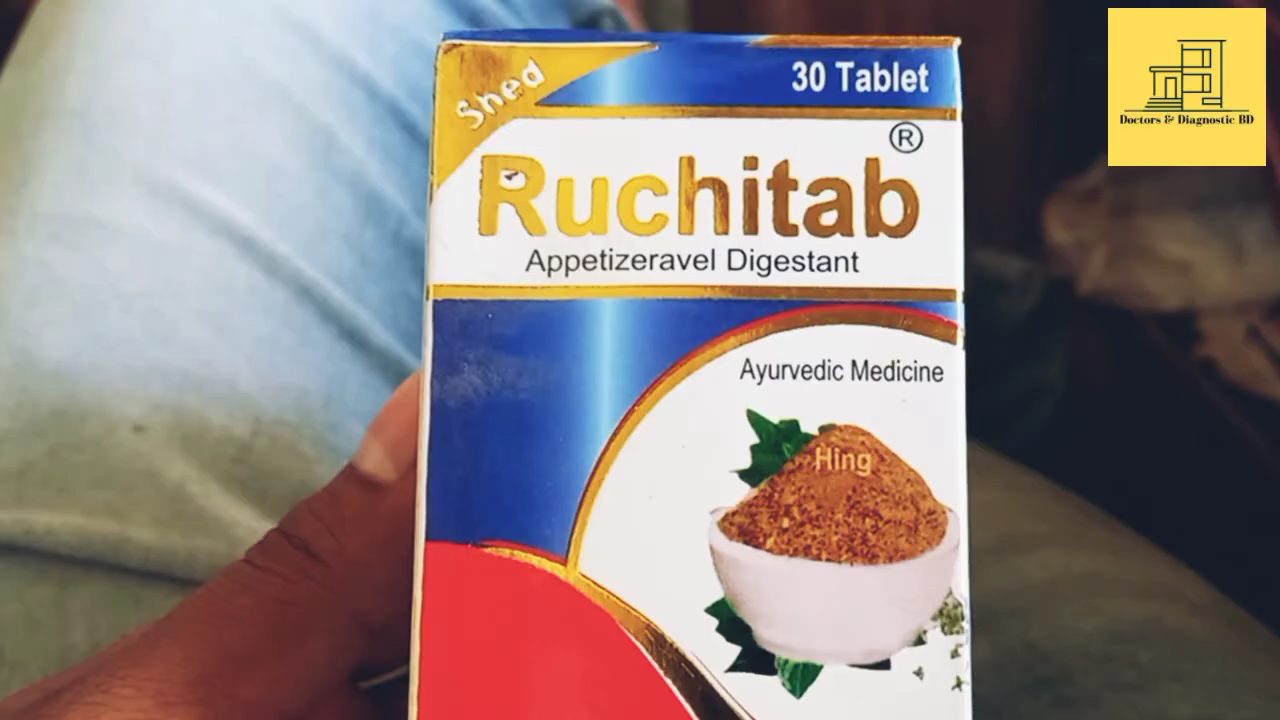 Shed
30 Tablet
Ruchitab®
Appetizeravel Digestant
Ayurvedic Medicine
Hing
Doctors & Diagnostic BD